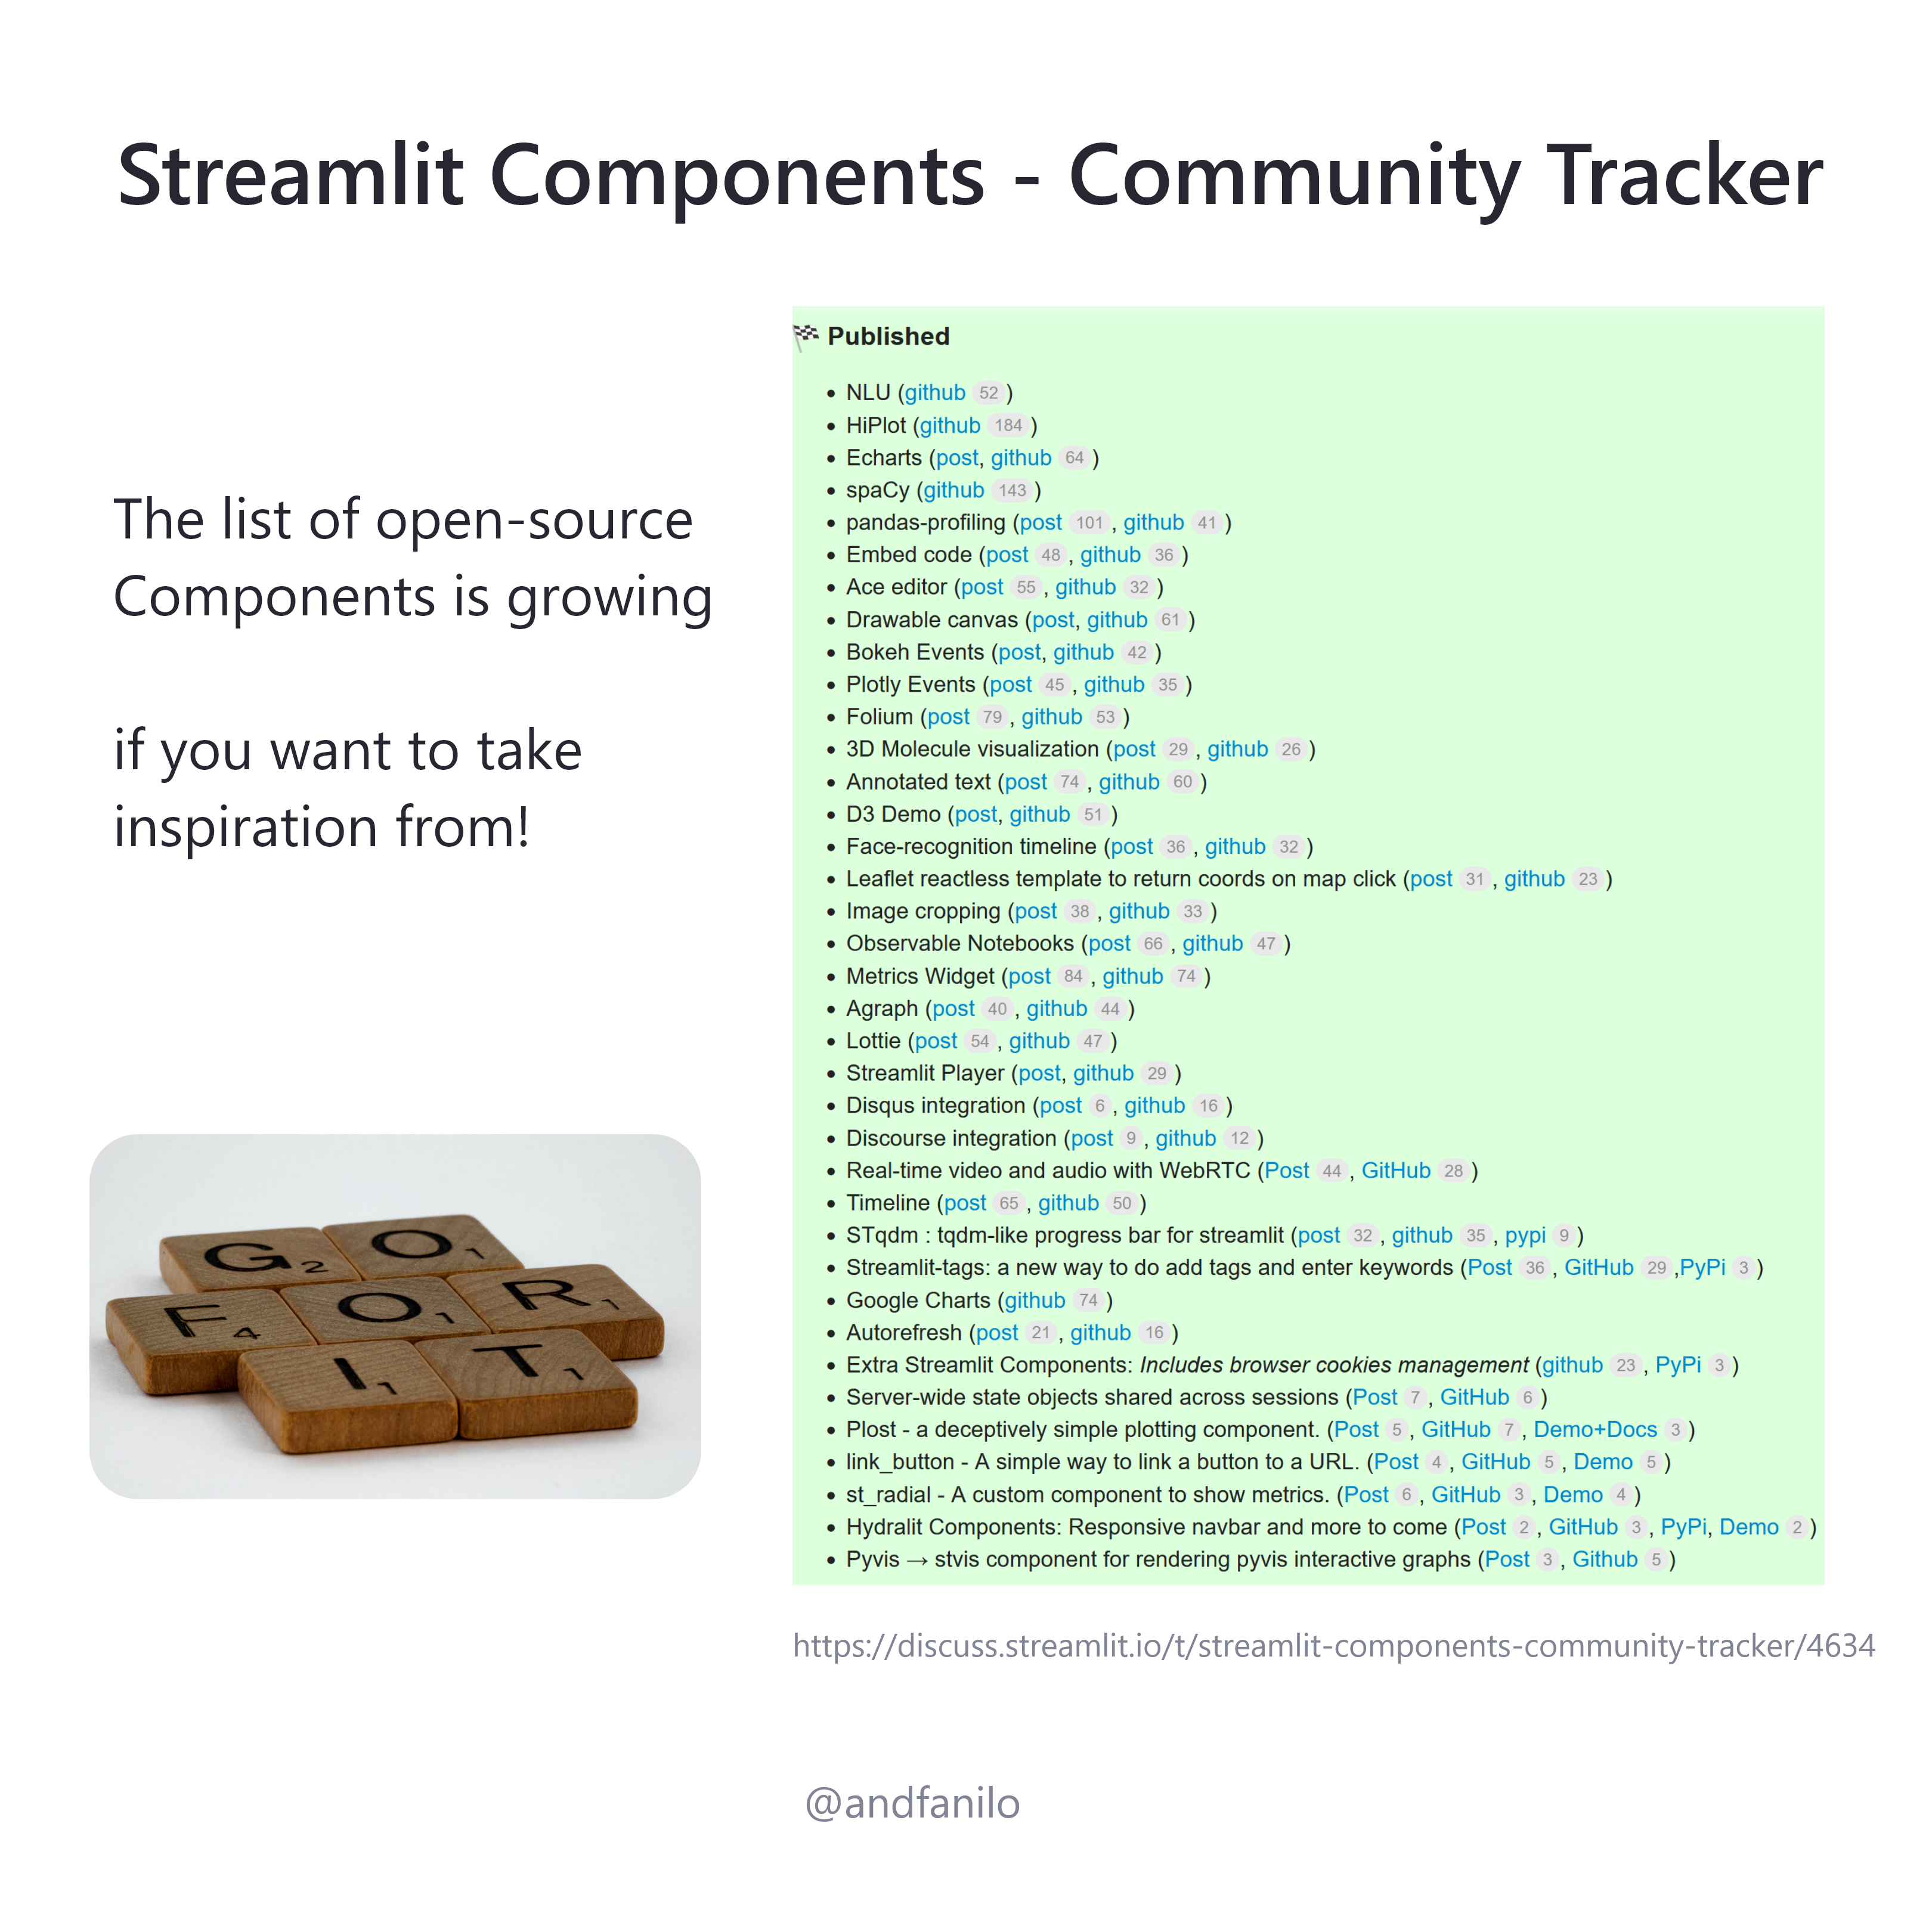 Streamlit Components - Community Tracker
The list of open-source
Components is growing
if you want to take
inspiration from!
Published
• NLU (github 52)
• HiPlot (github 184)
• Echarts (post, github 64)
• spaCy (github 143)
• pandas-profiling (post 101, github 41)
• Embed code (post 48, github 36)
• Ace editor (post 55, github 32)
• Drawable canvas (post, github 61)
• Bokeh Events (post, github 42)
• Plotly Events (post 45, github 35)
• Folium (post 79, github 53)
• 3D Molecule visualization (post 29, github 26)
• Annotated text (post 74, github 60)
• D3 Demo (post, github 51)
• Face-recognition timeline (post 36, github 32)
• Leaflet reactless template to return coords on map click (post 31, github 23)
• Image cropping (post 38, github 33)
• Observable Notebooks (post 66, github 47)
• Metrics Widget (post 84, github 74)
• Agraph (post 40, github 44)
• Lottie (post 54, github 47)
• Streamlit Player (post, github 29)
• Disqus integration (post 6, github 16)
• Discourse integration (post 9, github 12)
• Real-time video and audio with WebRTC (Post 44, GitHub 28)
• Timeline (post 65, github 50)
• STqdm : tqdm-like progress bar for streamlit (post 32, github 35, pypi 9)
• Streamlit-tags: a new way to do add tags and enter keywords (Post 36, GitHub 29,PyPi 3)
• Google Charts (github 74)
• Autorefresh (post 21, github 16)
• Extra Streamlit Components: Includes browser cookies management (github 23, PyPi 3)
• Server-wide state objects shared across sessions (Post 7, GitHub 6)
• Plost - a deceptively simple plotting component. (Post 5, GitHub 7, Demo+Docs 3)
• link_button - A simple way to link a button to a URL. (Post 4, GitHub 5, Demo 5)
• st_radial - A custom component to show metrics. (Post 6, GitHub 3, Demo 4)
• Hydralit Components: Responsive navbar and more to come (Post 2, GitHub 3, PyPi, Demo 2)
• Pyvis → stvis component for rendering pyvis interactive graphs (Post 3, Github 5)
G2 O1
F4 O1 R1
I1 T1
https://discuss.streamlit.io/t/streamlit-components-community-tracker/4634
@andfanilo